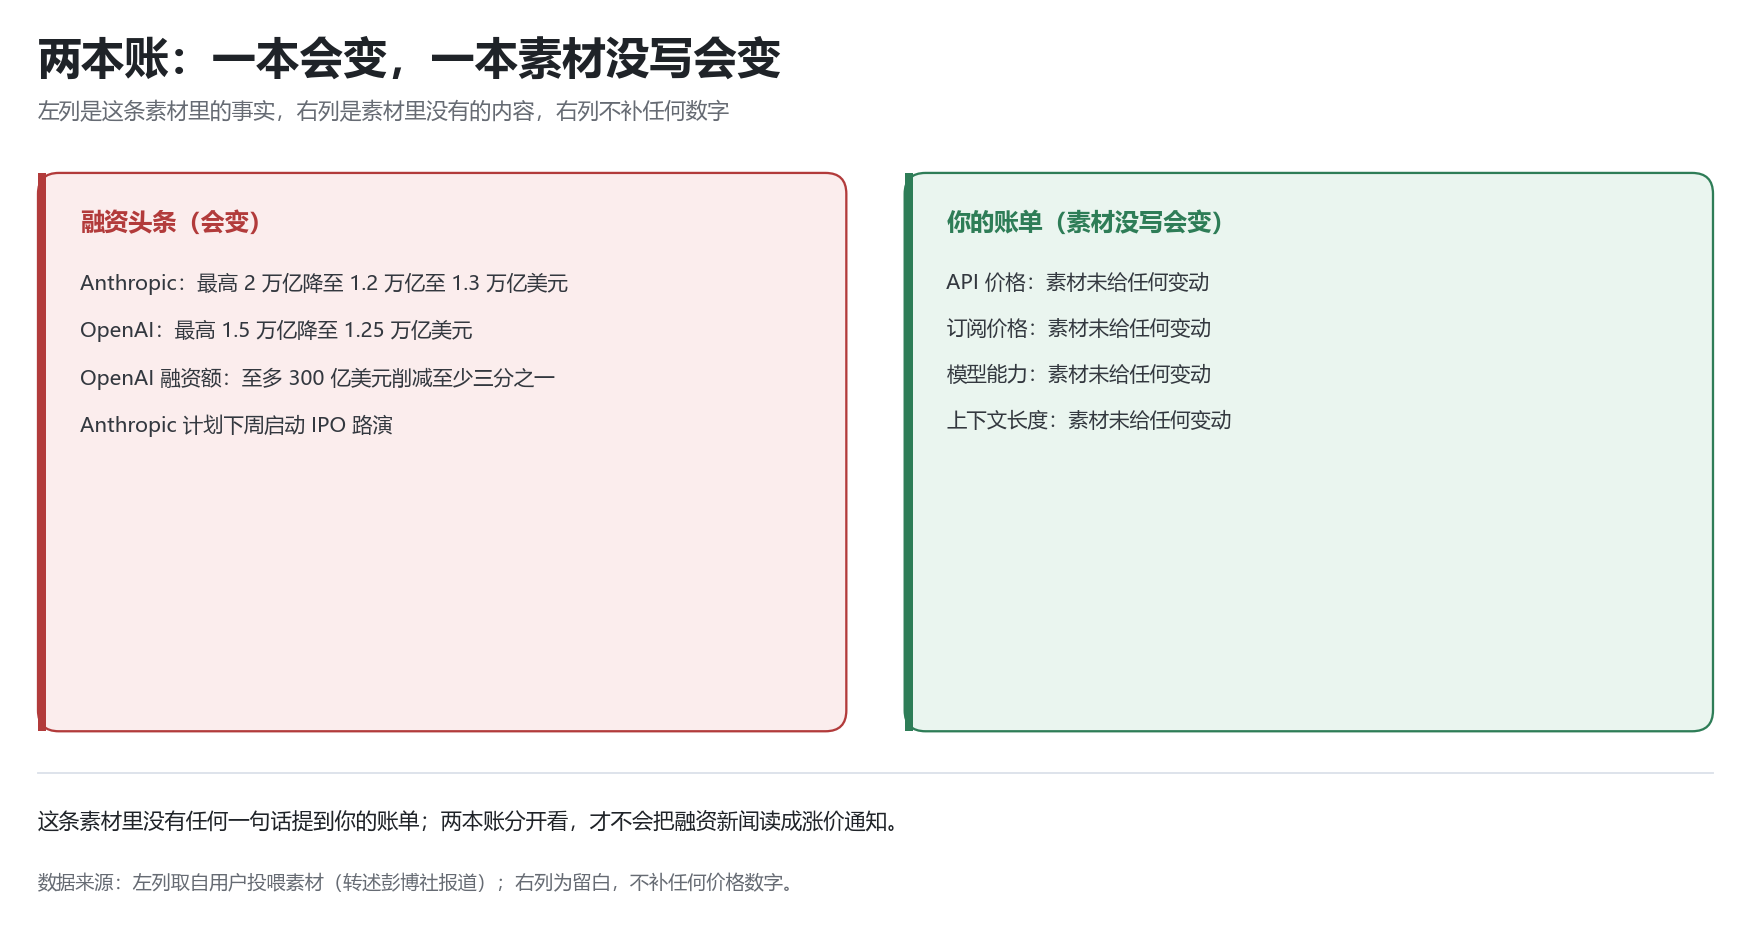 两本账：一本会变，一本素材没写会变
左列是这条素材里的事实，右列是素材里没有的内容，右列不补任何数字
融资头条（会变）
Anthropic：最高 2 万亿降至 1.2 万亿至 1.3 万亿美元
OpenAI：最高 1.5 万亿降至 1.25 万亿美元
OpenAI 融资额：至多 300 亿美元削减至少三分之一
Anthropic 计划下周启动 IPO 路演
你的账单（素材没写会变）
API 价格：素材未给任何变动
订阅价格：素材未给任何变动
模型能力：素材未给任何变动
上下文长度：素材未给任何变动
这条素材里没有任何一句话提到你的账单；两本账分开看，才不会把融资新闻读成涨价通知。
数据来源：左列取自用户投喂素材（转述彭博社报道）；右列为留白，不补任何价格数字。